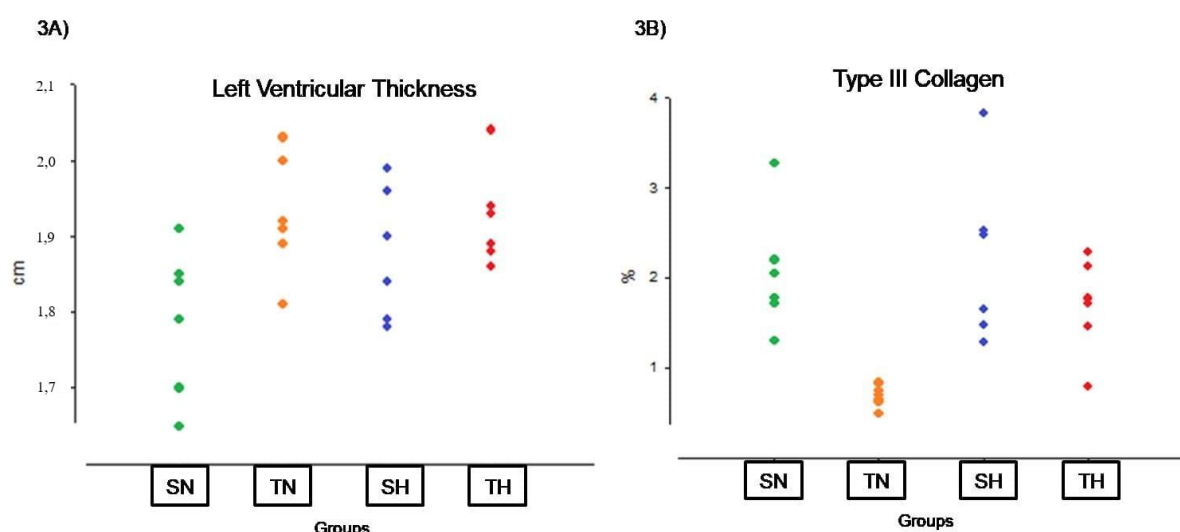 3A)
Left Ventricular Thickness
2,1
2,0
1,9
1,8
1,7
cm
SN TN SH TH
Groups
3B)
Type III Collagen
4
3
2
1
%
SN TN SH TH
Groups